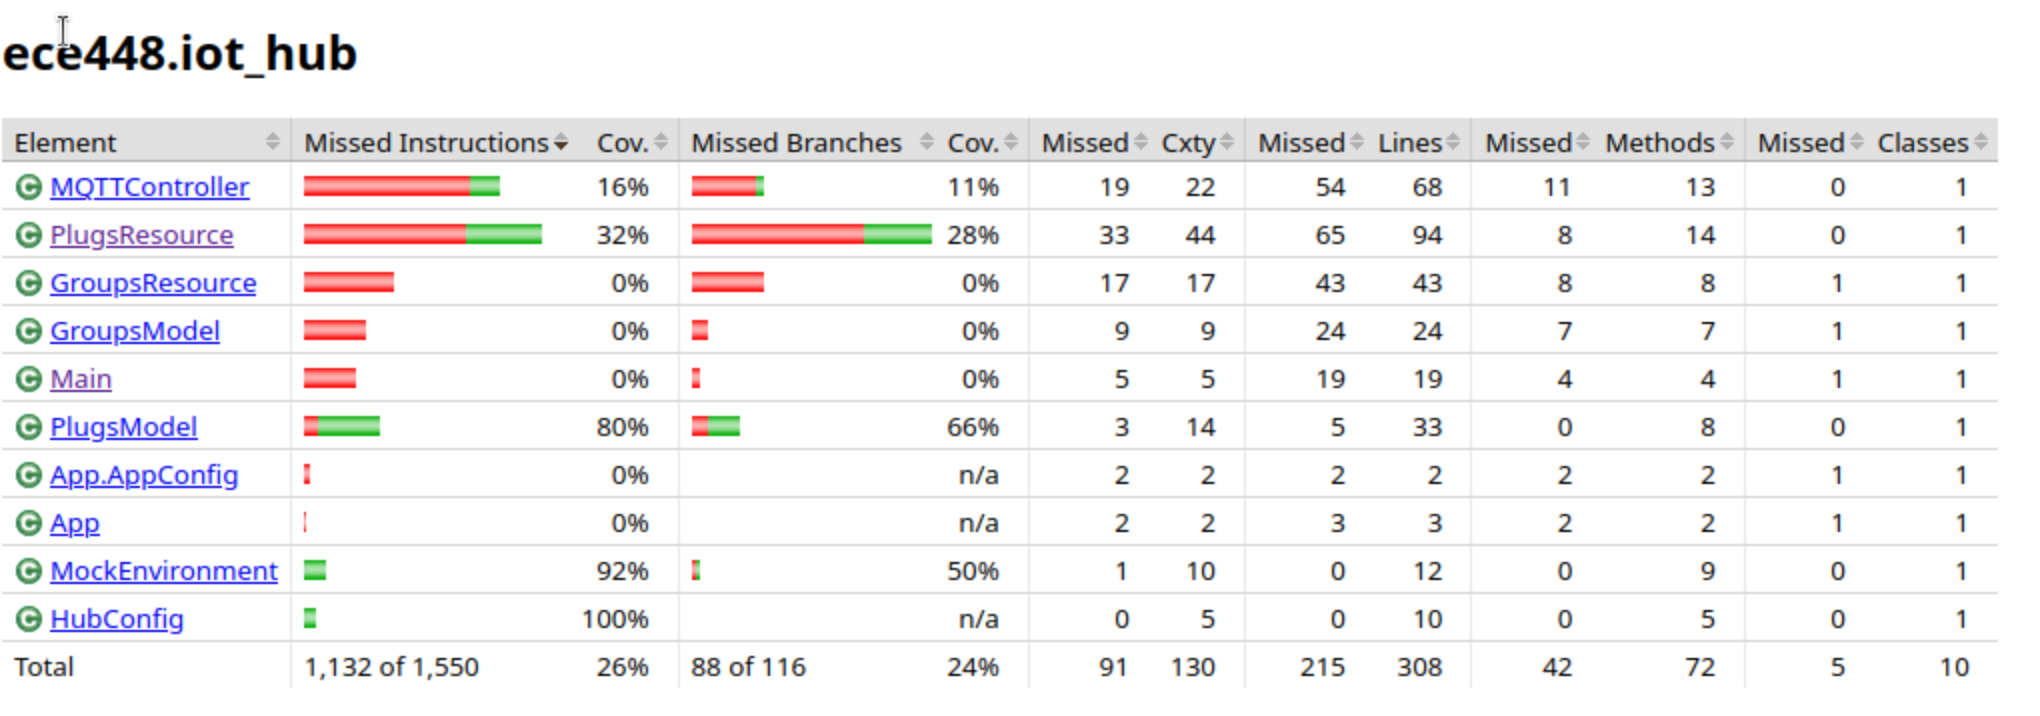 ece448.iot_hub
Element Missed Instructions Cov. Missed Branches Cov. Missed Cxty Missed Lines Missed Methods Missed Classes
MQTTController 16% 11% 19 22 54 68 11 13 0 1
PlugsResource 32% 28% 33 44 65 94 8 14 0 1
GroupsResource 0% 0% 17 17 43 43 8 8 1 1
GroupsModel 0% 0% 9 9 24 24 7 7 1 1
Main 0% 0% 5 5 19 19 4 4 1 1
PlugsModel 80% 66% 3 14 5 33 0 8 0 1
App.AppConfig 0% n/a 2 2 2 2 2 2 1 1
App 0% n/a 2 2 3 3 2 2 1 1
MockEnvironment 92% 50% 1 10 0 12 0 9 0 1
HubConfig 100% n/a 0 5 0 10 0 5 0 1
Total 1,132 of 1,550 26% 88 of 116 24% 91 130 215 308 42 72 5 10